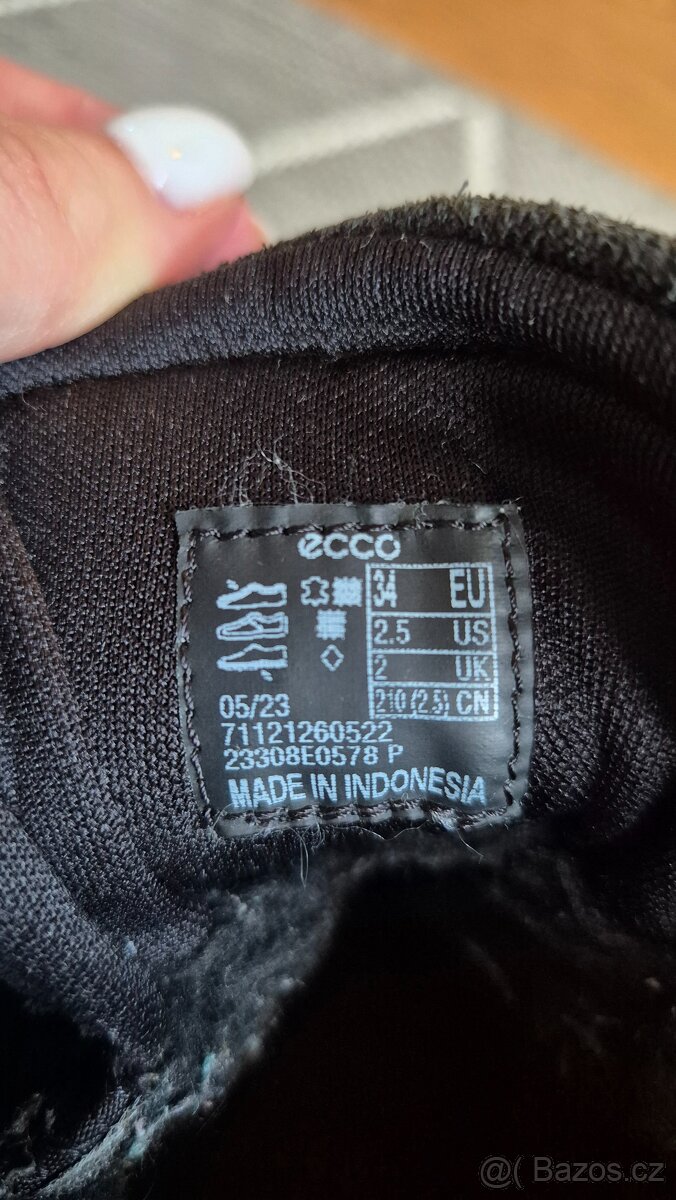 ecco
34 EU
2.5 US
2 UK
210 (2.5) CN
05/23
71121260522
23308E0578 P
MADE IN INDONESIA
@( Bazos.cz